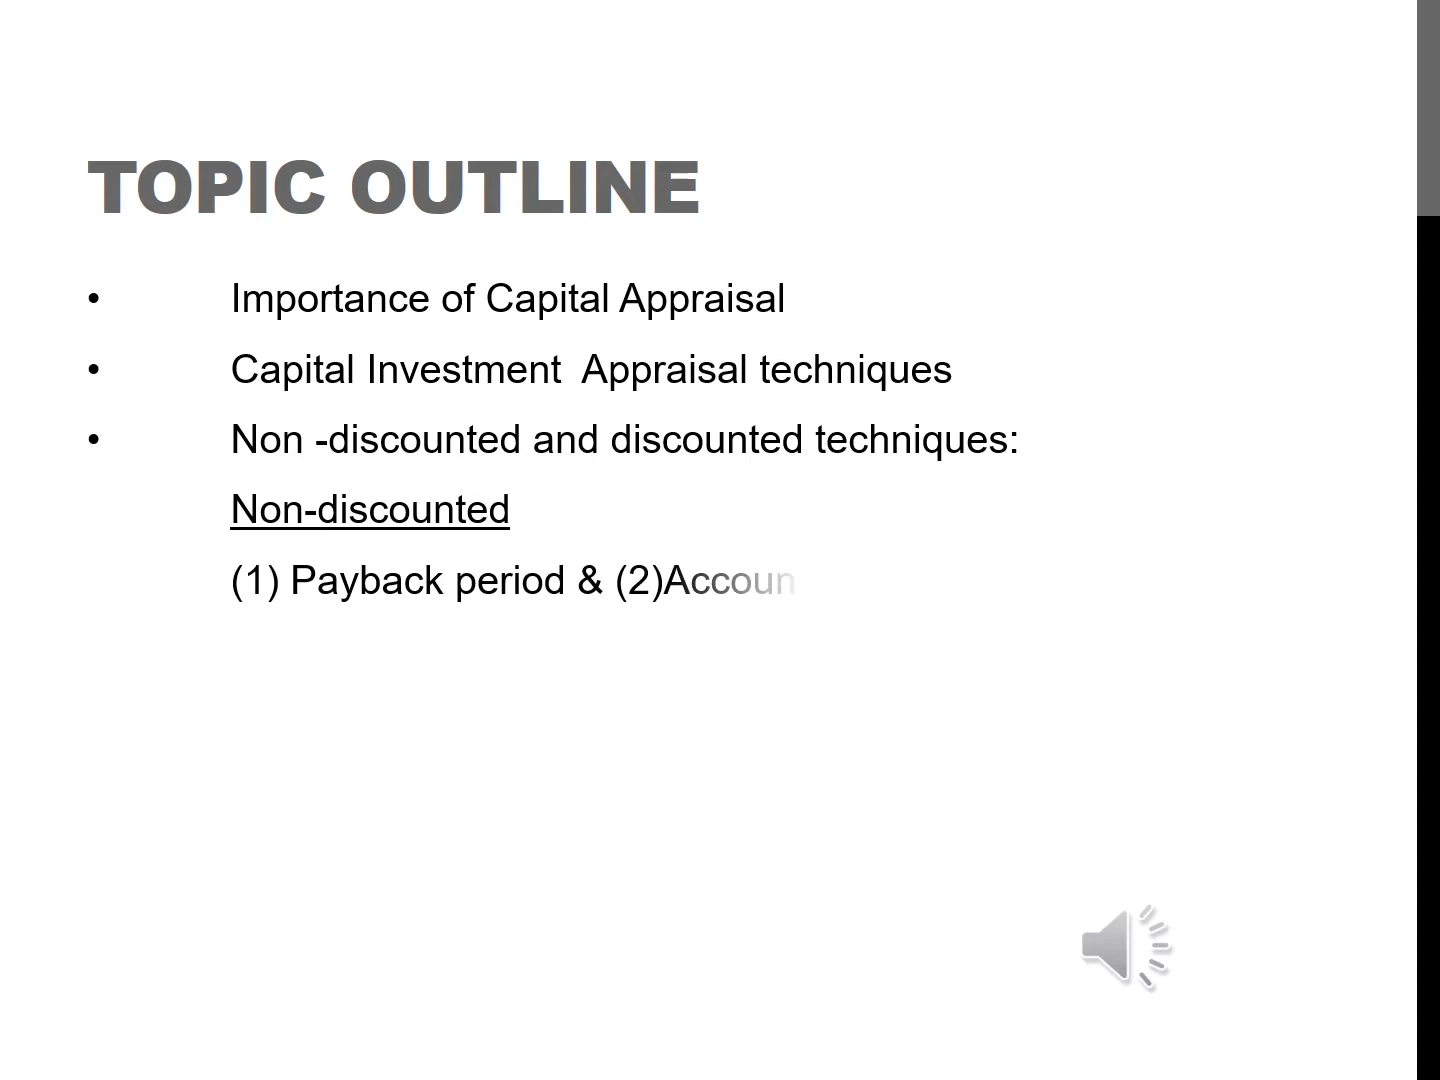 TOPIC OUTLINE
• Importance of Capital Appraisal
• Capital Investment  Appraisal techniques
• Non -discounted and discounted techniques:
Non-discounted
(1) Payback period & (2)Accoun